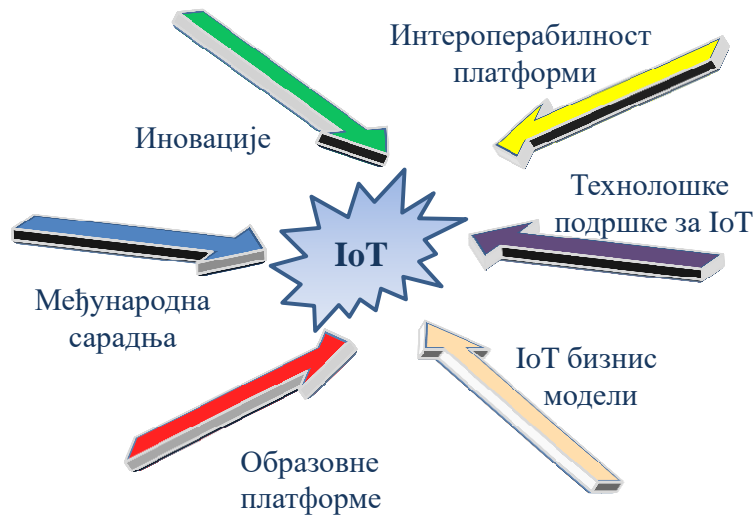 Интероперабилност
платформи
Иновације
Технолошке
подршке за IoT
IoT
Међународна
сарадња
IoT бизнис
модели
Образовне
платформе